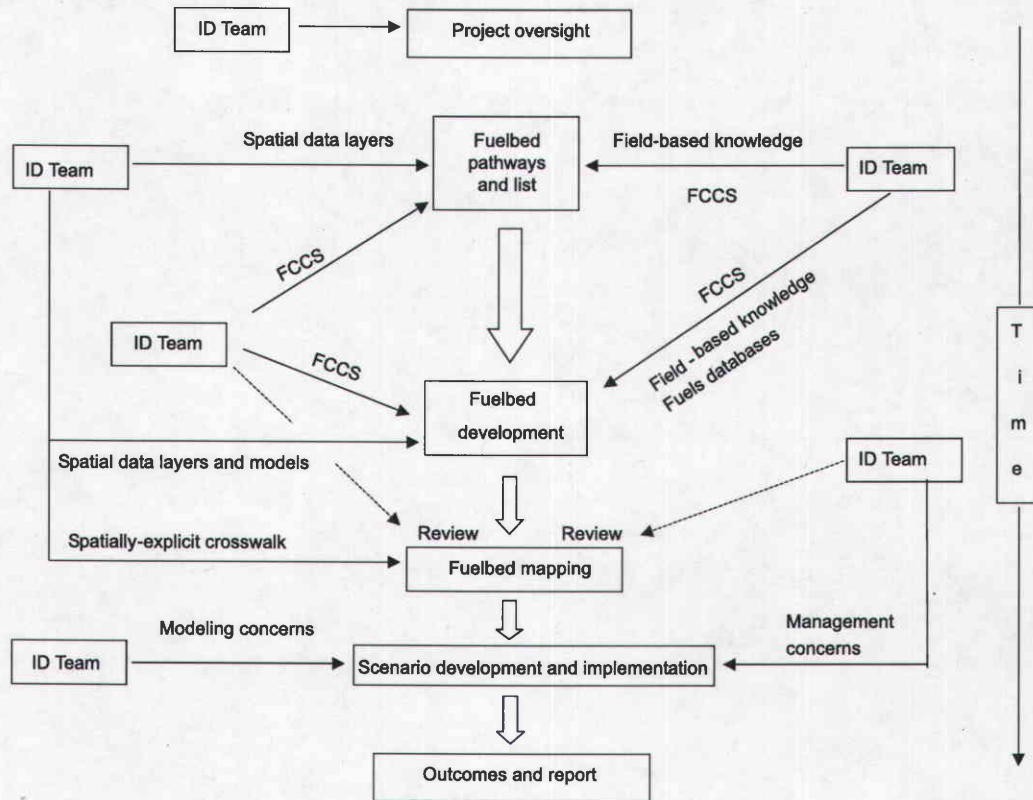 ID Team
Project oversight
Spatial data layers
Fuelbed
pathways
and list
Field-based knowledge
ID Team
ID Team
FCCS
FCCS
FCCS
Field - based knowledge
Fuels databases
ID Team
FCCS
Fuelbed
development
T
i
m
e
Spatial data layers and models
ID Team
Review
Review
Spatially-explicit crosswalk
Fuelbed mapping
Modeling concerns
Management
concerns
ID Team
Scenario development and implementation
Outcomes and report